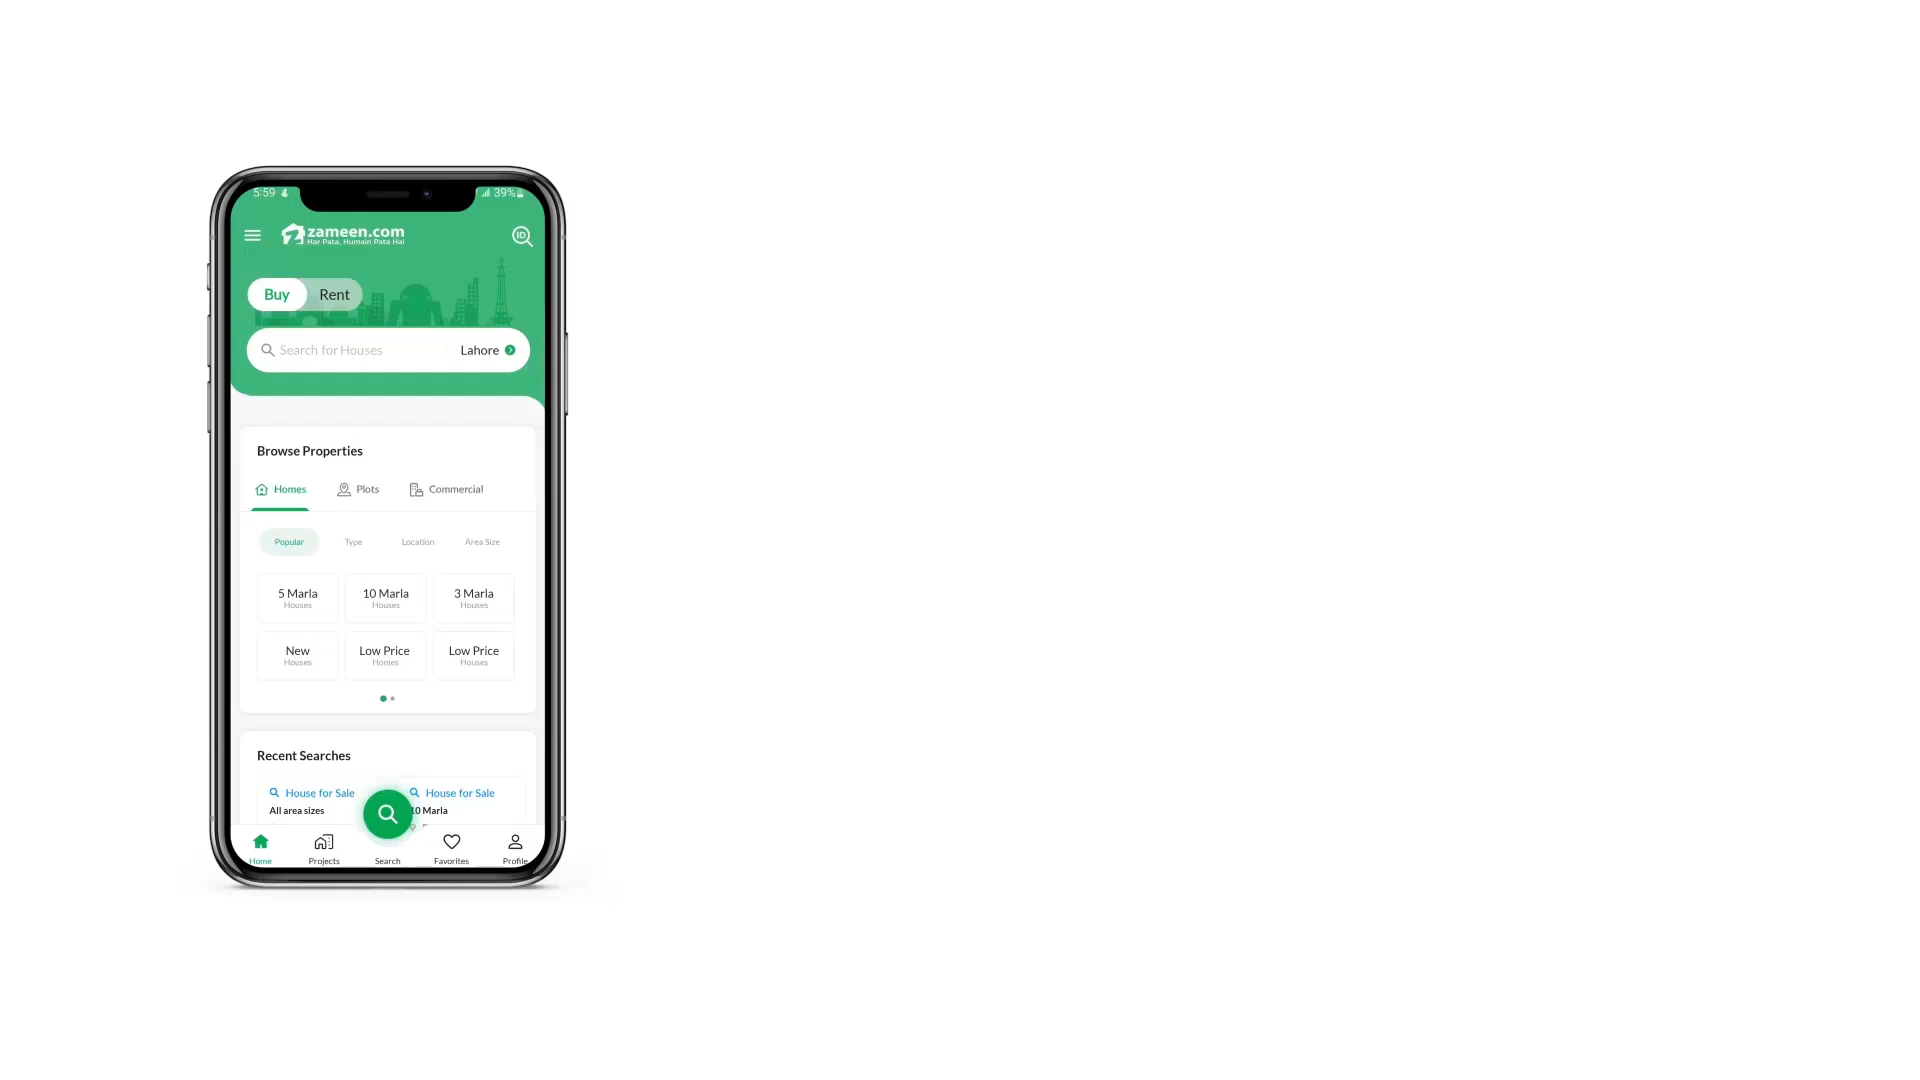 5:59
39%
zameen.com
Har Pata, Humain Pata Hai
ID
Buy
Rent
Search for Houses
Lahore
Browse Properties
Homes
Plots
Commercial
Popular
Type
Location
Area Size
5 Marla
Houses
10 Marla
Houses
3 Marla
Houses
New
Houses
Low Price
Homes
Low Price
Houses
Recent Searches
House for Sale
All area sizes
House for Sale
10 Marla
Home
Projects
Search
Favorites
Profile